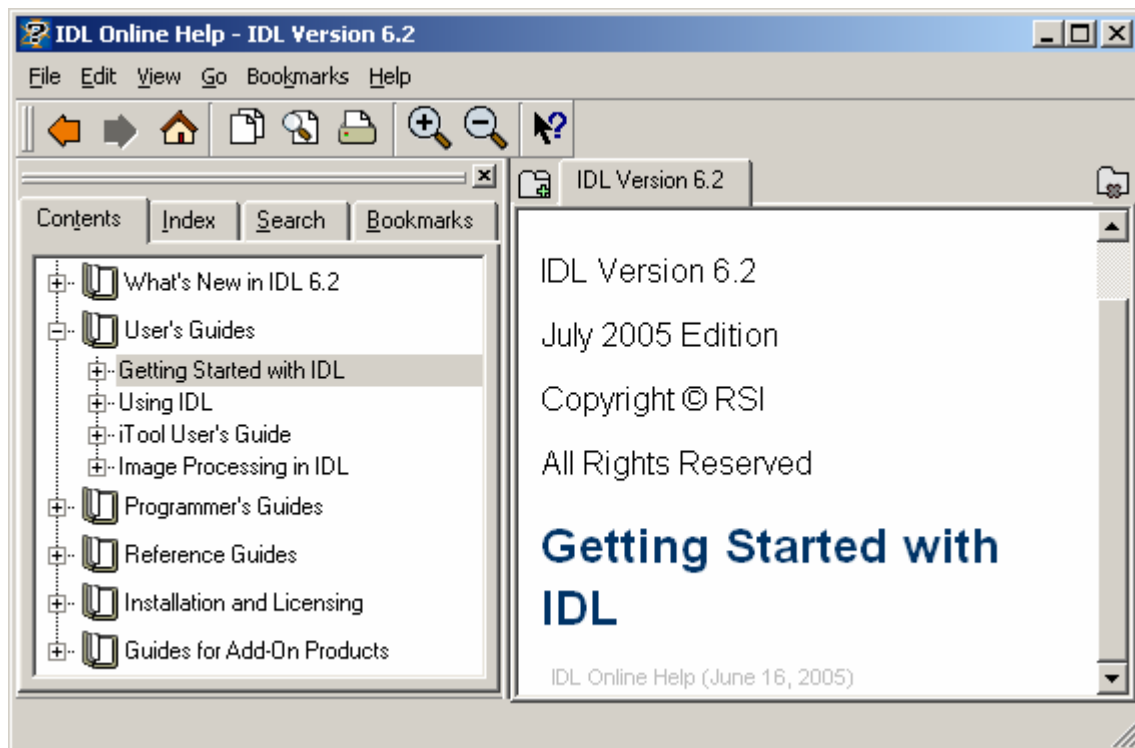 IDL Online Help - IDL Version 6.2
File Edit View Go Bookmarks Help
Contents Index Search Bookmarks
What's New in IDL 6.2
User's Guides
Getting Started with IDL
Using IDL
iTool User's Guide
Image Processing in IDL
Programmer's Guides
Reference Guides
Installation and Licensing
Guides for Add-On Products
IDL Version 6.2
IDL Version 6.2
July 2005 Edition
Copyright © RSI
All Rights Reserved
Getting Started with
IDL
IDL Online Help (June 16, 2005)